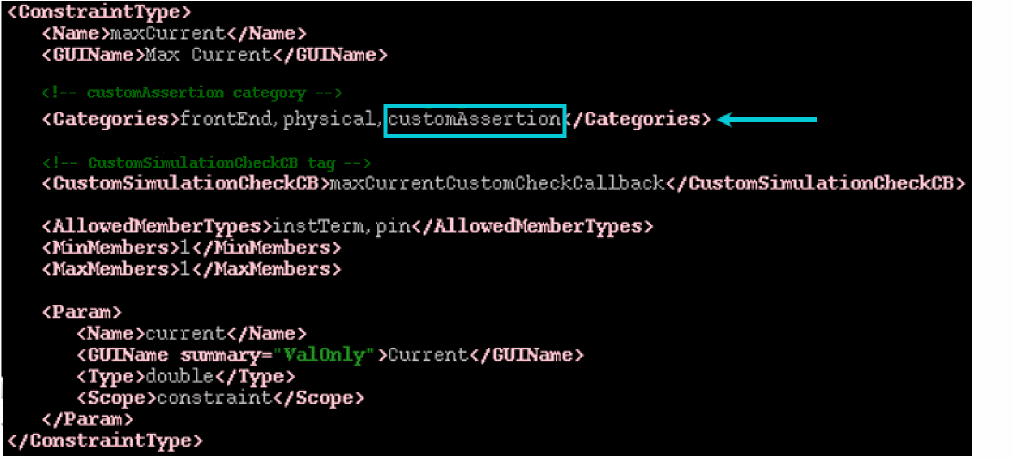 <ConstraintType>
<Name>maxCurrent</Name>
<GUIName>Max Current</GUIName>
<!-- customAssertion category -->
<Categories>frontEnd,physical,customAssertion</Categories>
<!-- CustomSimulationCheckCB tag -->
<CustomSimulationCheckCB>maxCurrentCustomCheckCallback</CustomSimulationCheckCB>
<AllowedMemberTypes>instTerm,pin</AllowedMemberTypes>
<MinMembers>1</MinMembers>
<MaxMembers>1</MaxMembers>
<Param>
<Name>current</Name>
<GUIName summary="ValOnly">Current</GUIName>
<Type>double</Type>
<Scope>constraint</Scope>
</Param>
</ConstraintType>